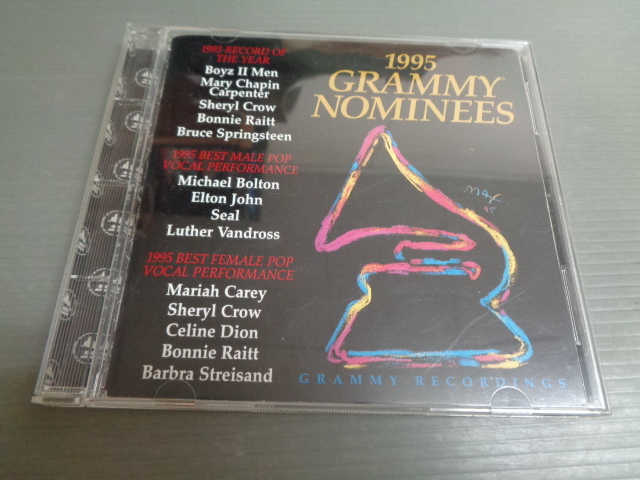 1995 RECORD OF
THE YEAR
Boyz II Men
Mary Chapin
Carpenter
Sheryl Crow
Bonnie Raitt
Bruce Springsteen
1995 BEST MALE POP
VOCAL PERFORMANCE
Michael Bolton
Elton John
Seal
Luther Vandross
1995 BEST FEMALE POP
VOCAL PERFORMANCE
Mariah Carey
Sheryl Crow
Celine Dion
Bonnie Raitt
Barbra Streisand
1995
GRAMMY
NOMINEES
MAX
95
GRAMMY RECORDINGS